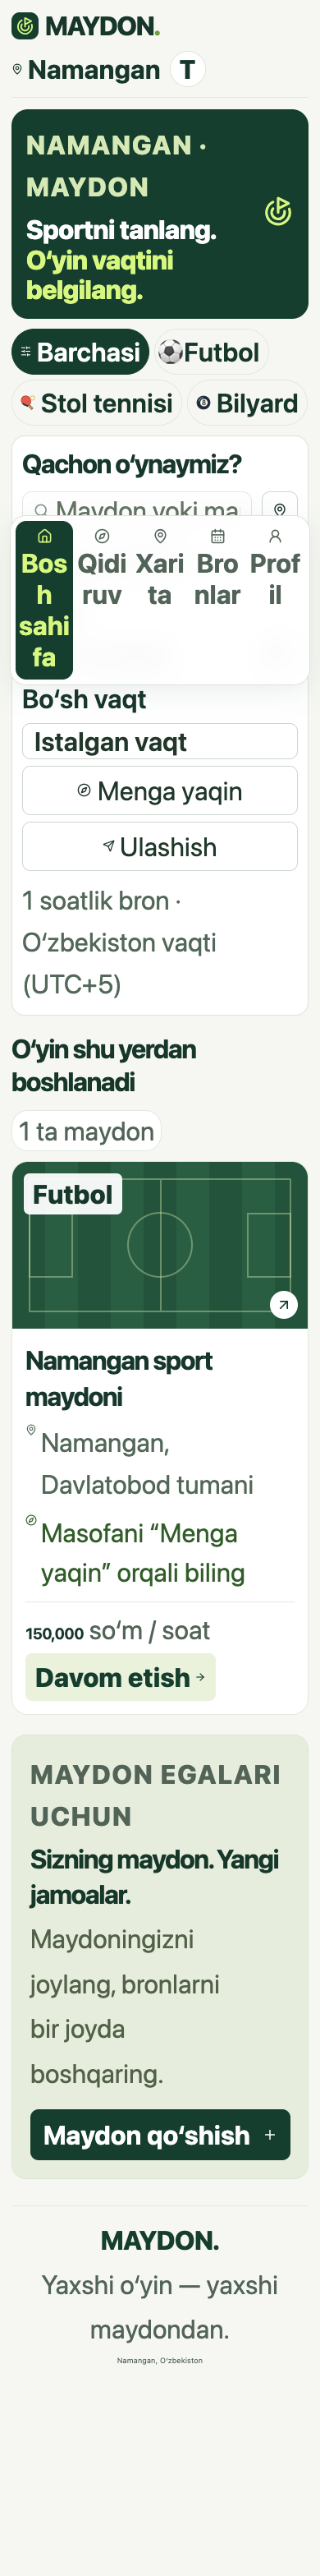 MAYDON.
Namangan T
NAMANGAN ·
MAYDON
Sportni tanlang.
O‘yin vaqtini
belgilang.
Barchasi Futbol
Stol tennisi Bilyard
Qachon o‘ynaymiz?
Maydon yoki ma
Bos
h
sahi
fa
Qidi
ruv
Xari
ta
Bro
nlar
Prof
il
Bo‘sh vaqt
Istalgan vaqt
Menga yaqin
Ulashish
1 soatlik bron ·
O‘zbekiston vaqti
(UTC+5)
O‘yin shu yerdan
boshlanadi
1 ta maydon
Futbol
Namangan sport
maydoni
Namangan,
Davlatobod tumani
Masofani “Menga
yaqin” orqali biling
150,000 so‘m / soat
Davom etish
MAYDON EGALARI
UCHUN
Sizning maydon. Yangi
jamoalar.
Maydoningizni
joylang, bronlarni
bir joyda
boshqaring.
Maydon qo‘shish
MAYDON.
Yaxshi o‘yin — yaxshi
maydondan.
Namangan, O‘zbekiston